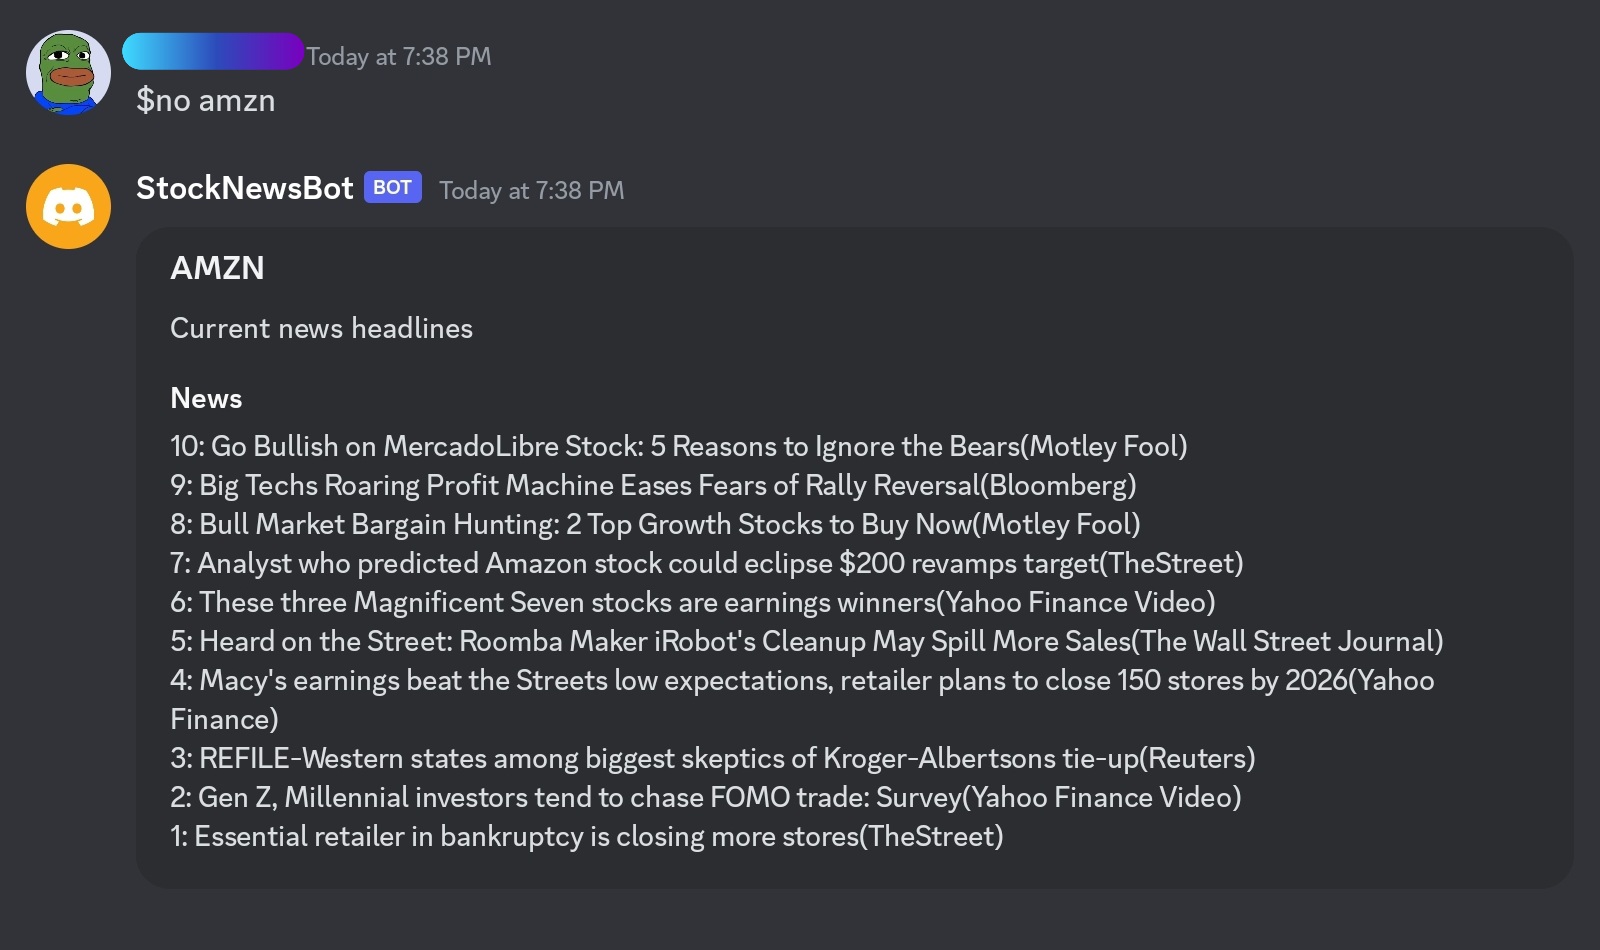 Today at 7:38 PM
$no amzn
StockNewsBot BOT Today at 7:38 PM
AMZN
Current news headlines
News
10: Go Bullish on MercadoLibre Stock: 5 Reasons to Ignore the Bears(Motley Fool)
9: Big Techs Roaring Profit Machine Eases Fears of Rally Reversal(Bloomberg)
8: Bull Market Bargain Hunting: 2 Top Growth Stocks to Buy Now(Motley Fool)
7: Analyst who predicted Amazon stock could eclipse $200 revamps target(TheStreet)
6: These three Magnificent Seven stocks are earnings winners(Yahoo Finance Video)
5: Heard on the Street: Roomba Maker iRobot's Cleanup May Spill More Sales(The Wall Street Journal)
4: Macy's earnings beat the Streets low expectations, retailer plans to close 150 stores by 2026(Yahoo
Finance)
3: REFILE-Western states among biggest skeptics of Kroger-Albertsons tie-up(Reuters)
2: Gen Z, Millennial investors tend to chase FOMO trade: Survey(Yahoo Finance Video)
1: Essential retailer in bankruptcy is closing more stores(TheStreet)